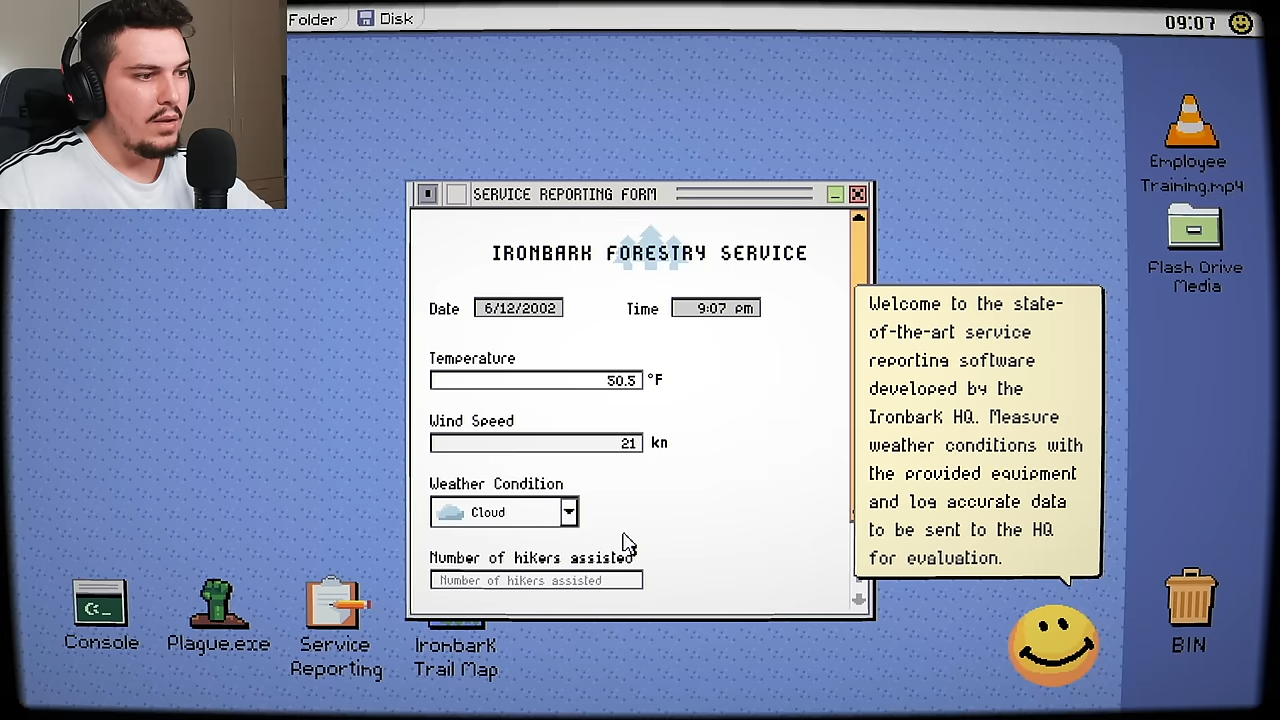 Folder
Disk
09:07
Employee
Training.mp4
Flash Drive
Media
SERVICE REPORTING FORM
IRONBARK FORESTRY SERVICE
Date 6/12/2002 Time 9:07 pm
Temperature
50.5 °F
Wind Speed
21 kn
Weather Condition
Cloud
Number of hikers assisted
Number of hikers assisted
Welcome to the state-
of-the-art service
reporting software
developed by the
Ironbark HQ. Measure
weather conditions with
the provided equipment
and log accurate data
to be sent to the HQ
for evaluation.
C:\_
Console
Plague.exe
Service
Reporting
Ironbark
Trail Map
BIN